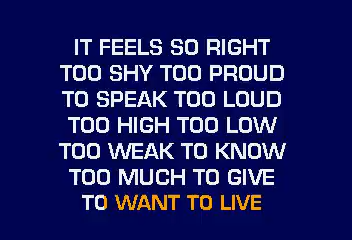 IT FEELS SO RIGHT
TOO SHY TOO PROUD
TO SPEAK TOO LOUD
TOO HIGH TOO LOW
TOO WEAK TO KNOW
TOO MUCH TO GIVE
TO WANT TO LIVE